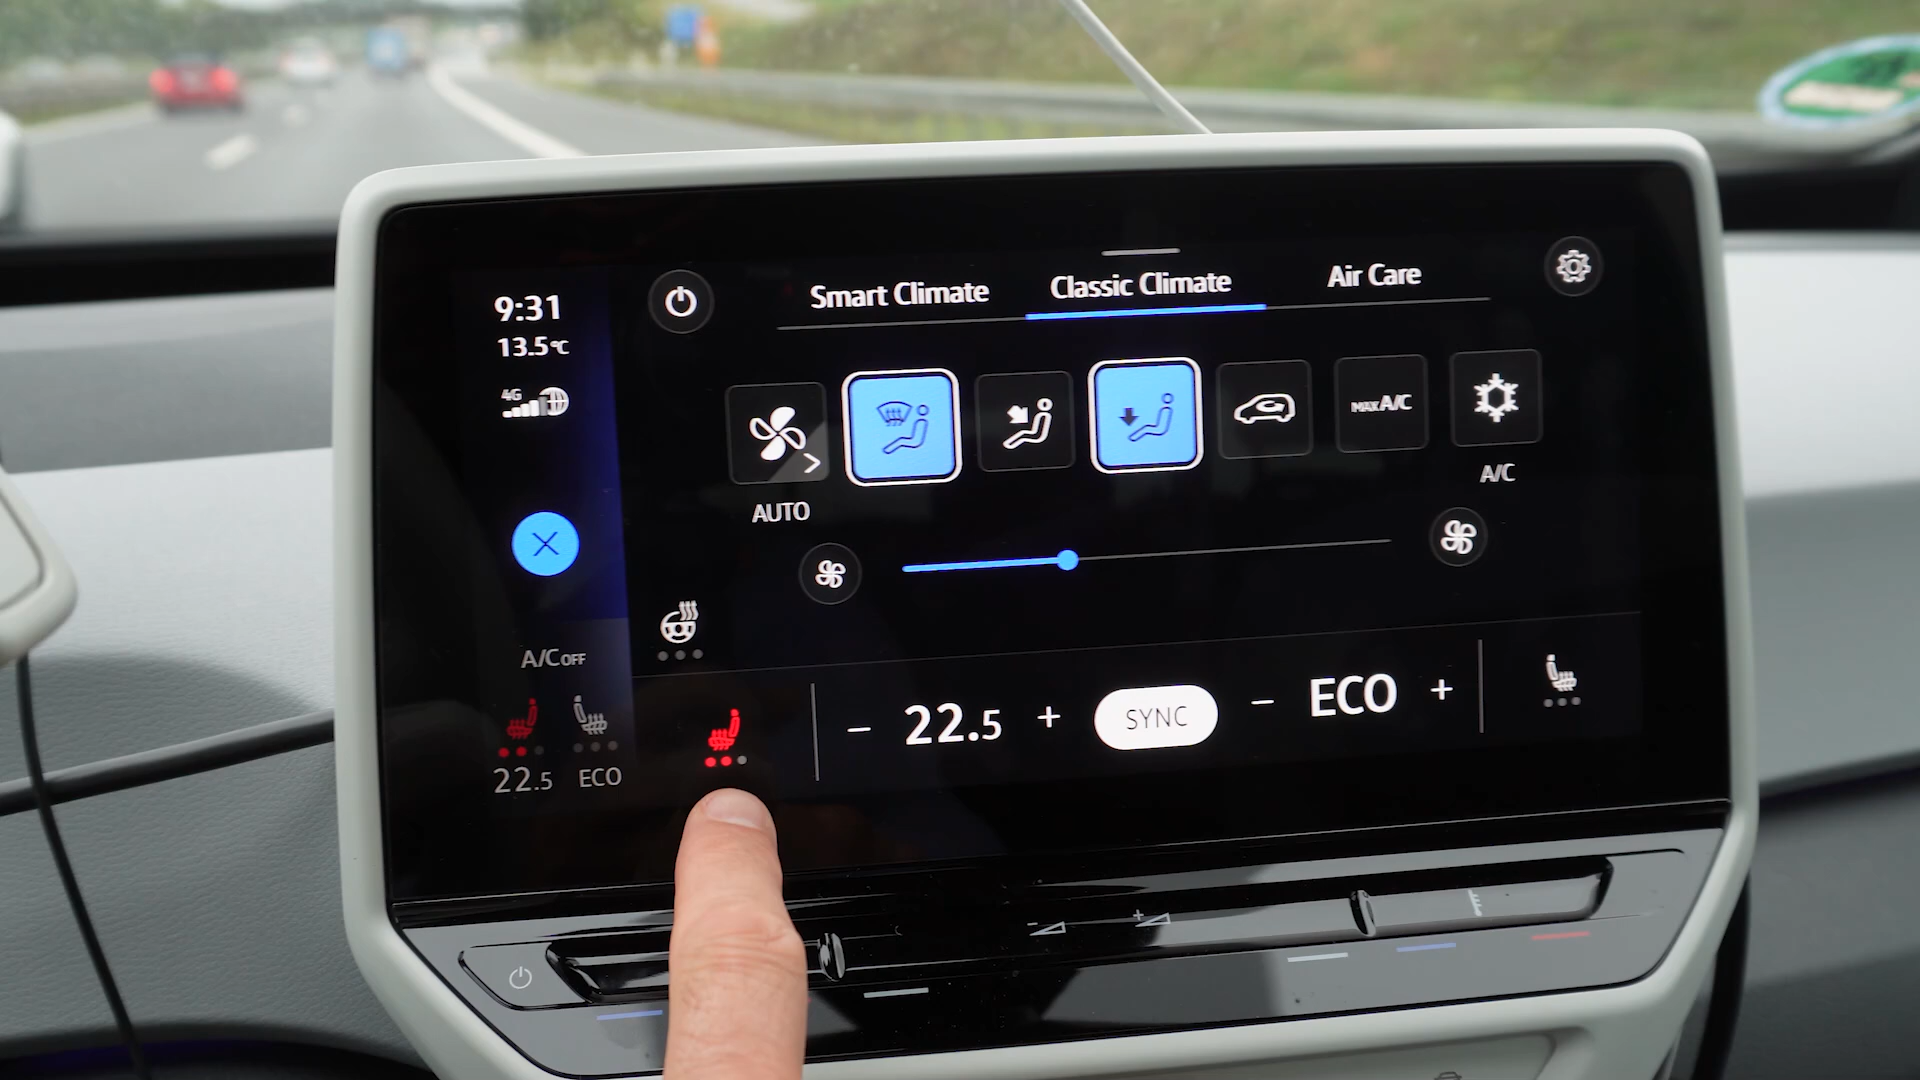 9:31
13.5°C
4G
Smart Climate
Classic Climate
Air Care
MAX A/C
AUTO
A/C
A/C OFF
22.5
ECO
- 22.5 +
SYNC
- ECO +